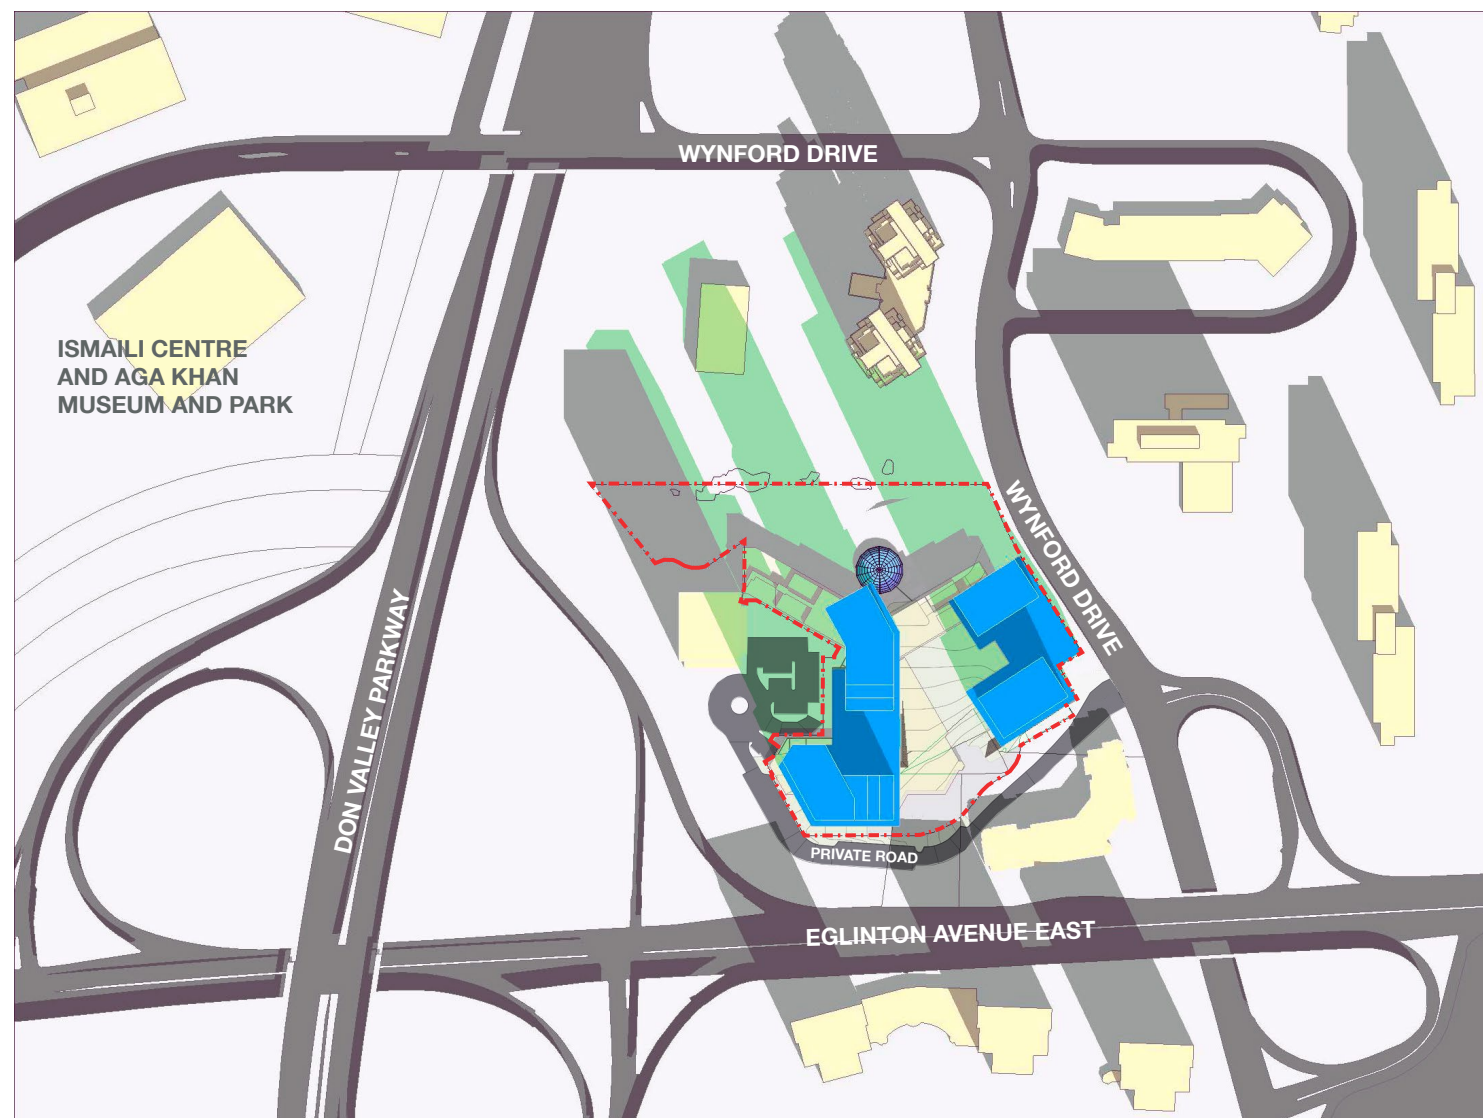 WYNFORD DRIVE
ISMAILI CENTRE
AND AGA KHAN
MUSEUM AND PARK
WYNFORD DRIVE
DON VALLEY PARKWAY
PRIVATE ROAD
EGLINTON AVENUE EAST